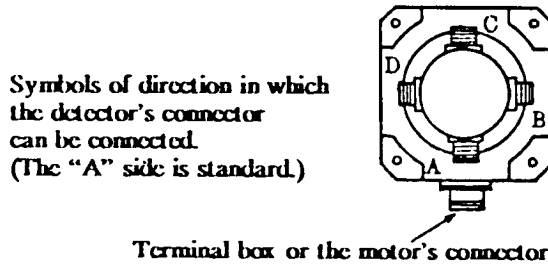 C
D
Symbols of direction in which
the detector's connector
can be connected.
B
(The “A” side is standard.)
A
Terminal box or the motor's connector